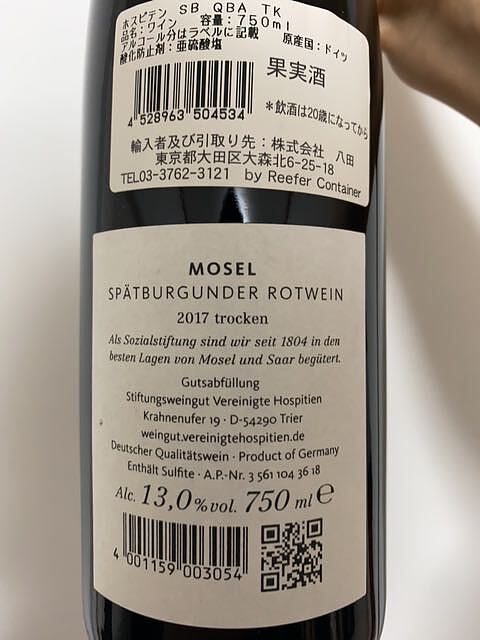 ホスピテン SB QBA TK
品名:ワイン 容量:750ml
アルコール分はラベルに記載 原産国:ドイツ
酸化防止剤:亜硫酸塩
果実酒
4 528963 504534
*飲酒は20歳になってから
輸入者及び引取り先:株式会社 八田
東京都大田区大森北6-25-18
TEL03-3762-3121 by Reefer Container
MOSEL
SPÄTBURGUNDER ROTWEIN
2017 trocken
Als Sozialstiftung sind wir seit 1804 in den
besten Lagen von Mosel und Saar begütert.
Gutsabfüllung
Stiftungsweingut Vereinigte Hospitien
Krahnenufer 19 · D-54290 Trier
weingut.vereinigtehospitien.de
Deutscher Qualitätswein · Product of Germany
Enthält Sulfite · A.P.-Nr. 3 561 104 36 18
Alc. 13,0 % vol. 750 ml e
4 001159 003054